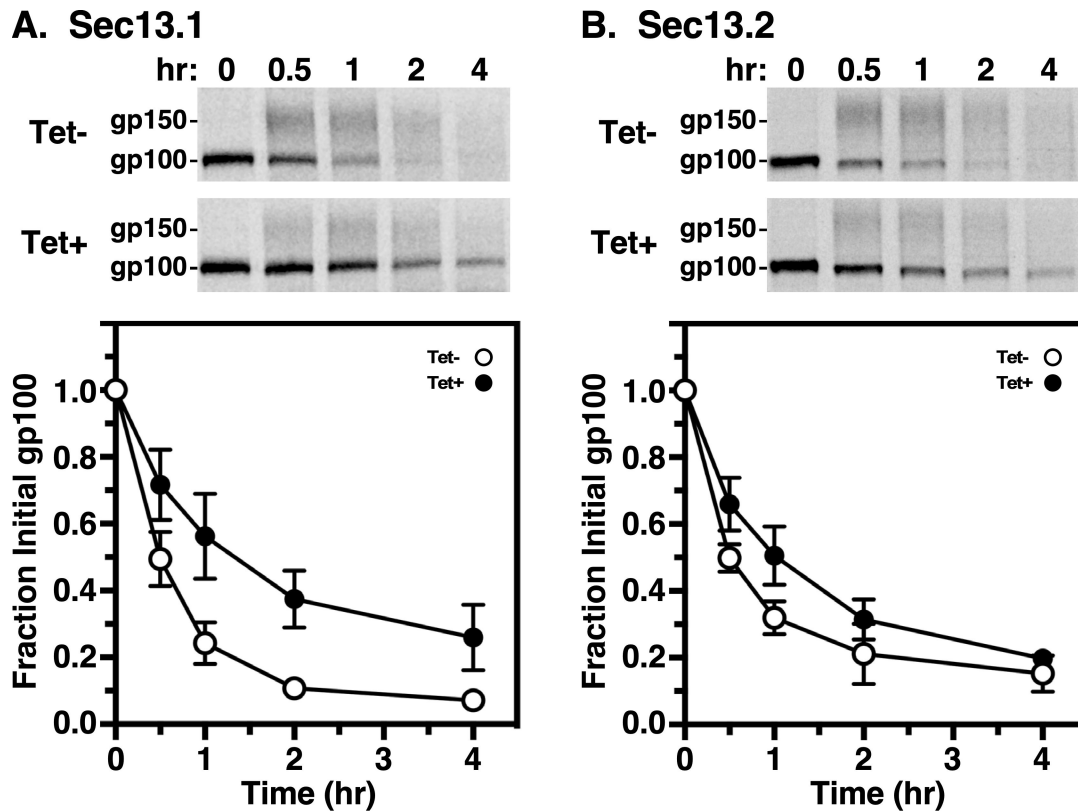 A. Sec13.1
hr: 0 0.5 1 2 4
Tet-
gp150-
gp100-
Tet+
gp150-
gp100-
Tet-
Tet+
Fraction Initial gp100
1.0
0.8
0.6
0.4
0.2
0.0
0 1 2 3 4
Time (hr)
B. Sec13.2
hr: 0 0.5 1 2 4
Tet-
gp150-
gp100-
Tet+
gp150-
gp100-
Tet-
Tet+
Fraction Initial gp100
1.0
0.8
0.6
0.4
0.2
0.0
0 1 2 3 4
Time (hr)